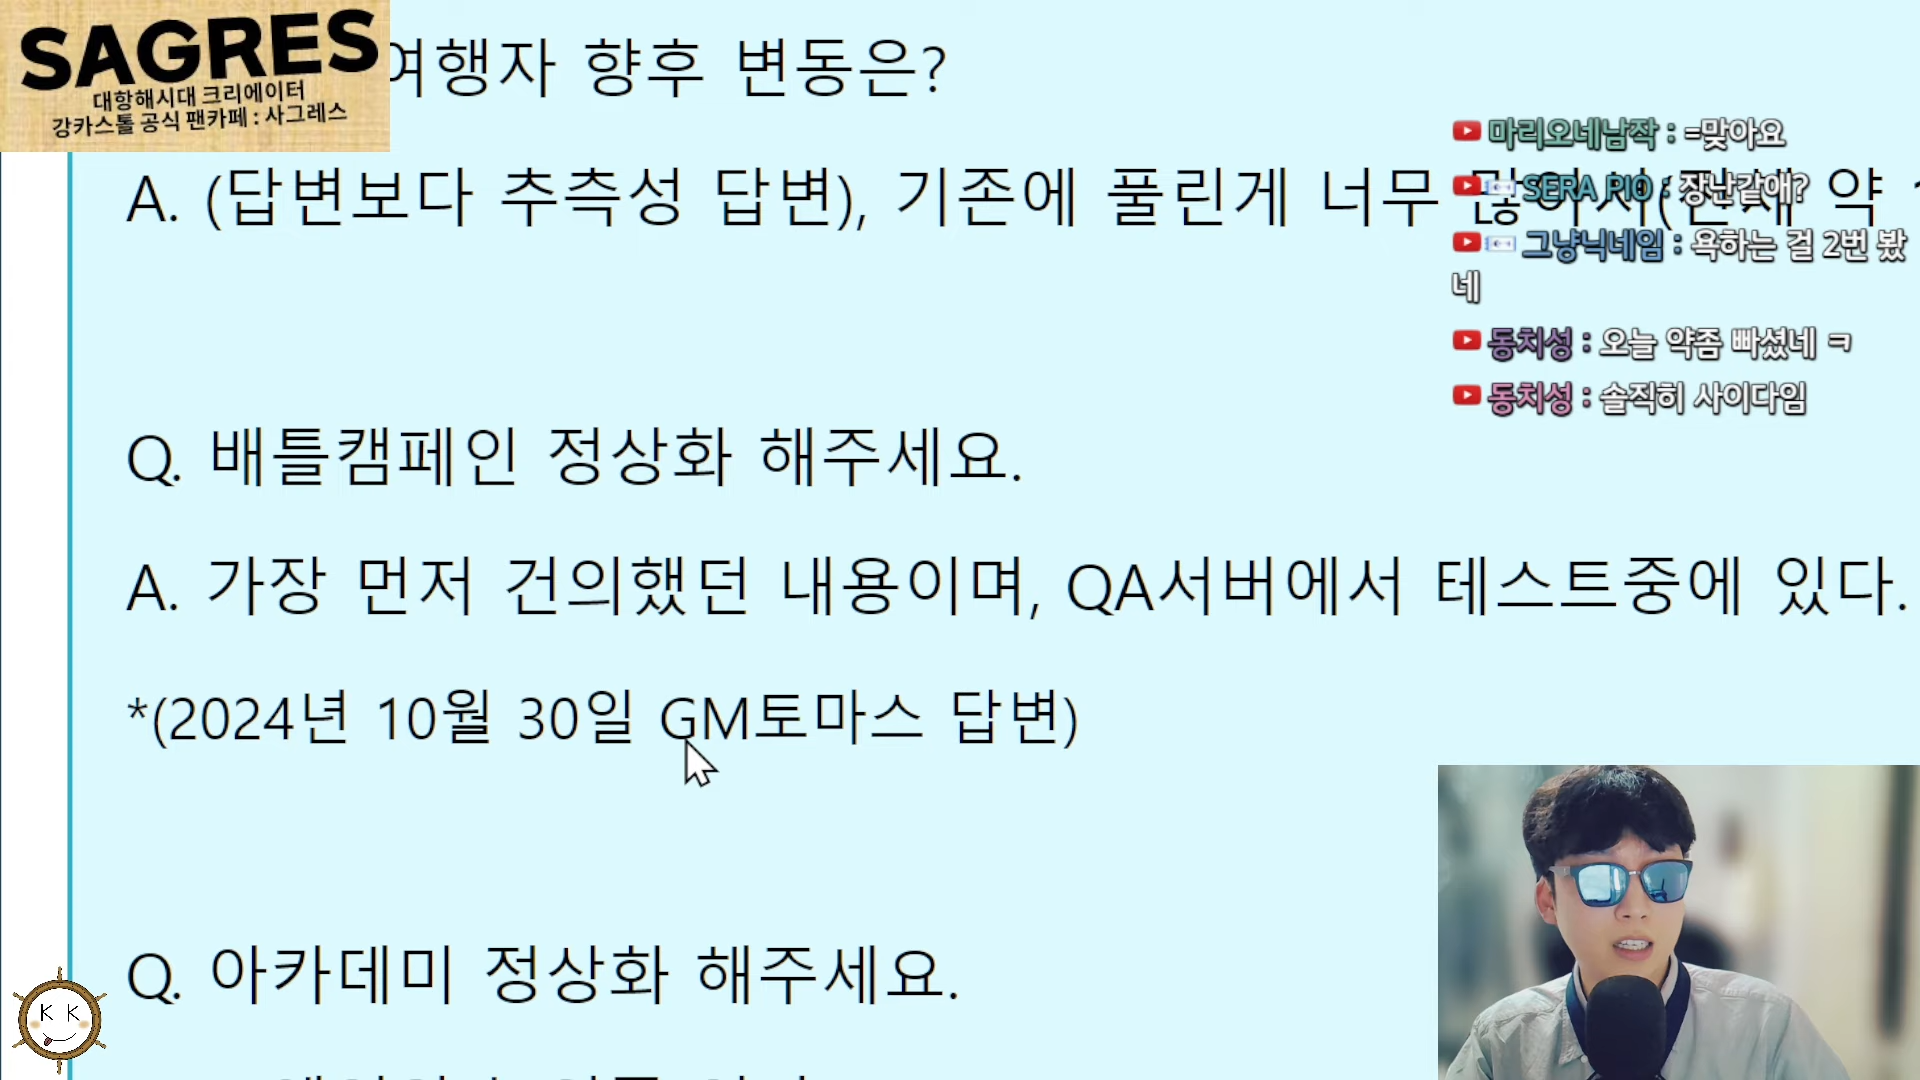 SAGRES
대항해시대 크리에이터
강카스톨 공식 팬카페 : 사그레스
여행자 향후 변동은?
A. (답변보다 추측성 답변), 기존에 풀린게 너무 많아서(전체 약
Q. 배틀캠페인 정상화 해주세요.
A. 가장 먼저 건의했던 내용이며, QA서버에서 테스트중에 있다.
*(2024년 10월 30일 GM토마스 답변)
Q. 아카데미 정상화 해주세요.
마리오네남작 : =맞아요
SERA PIO : 장난같애?
그냥닉네임 : 욕하는 걸 2번 봤
네
동치성 : 오늘 약좀 빠셨네 ㅋ
동치성 : 솔직히 사이다임
K K